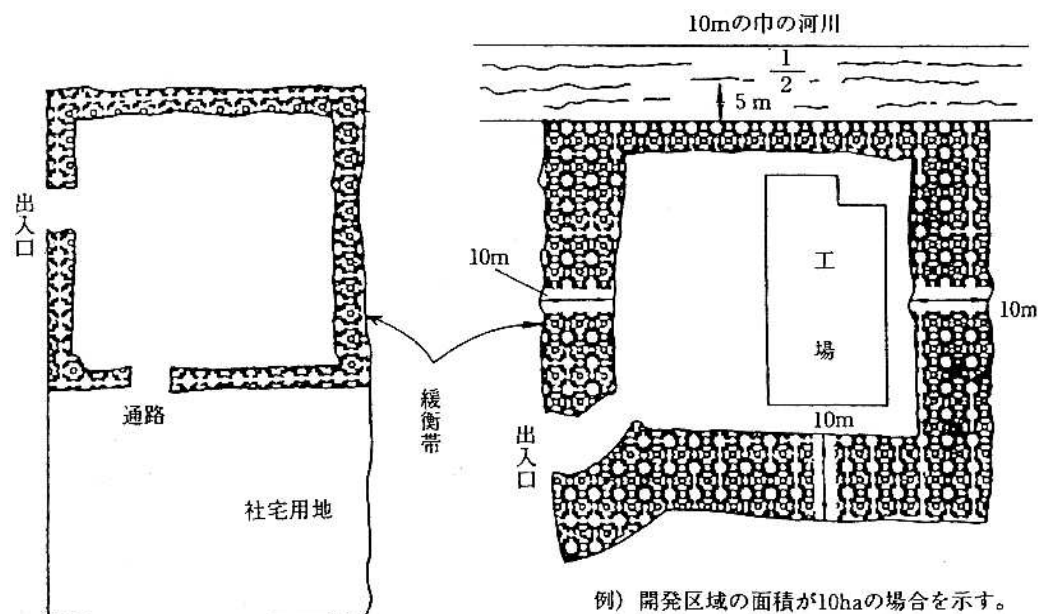 出入口
通路
社宅用地
緩衝帯
10mの巾の河川
1
2
5m
10m
工場
10m
10m
出入口
例) 開発区域の面積が10haの場合を示す。